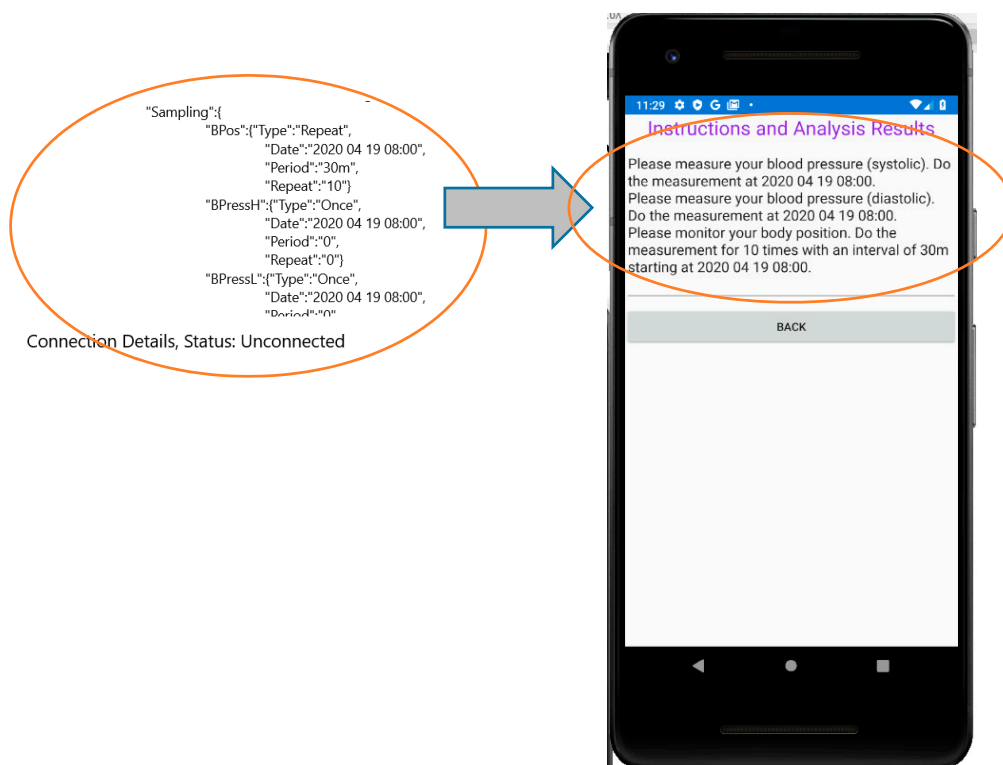 "Sampling":{
"BPos":{"Type":"Repeat",
"Date":"2020 04 19 08:00",
"Period":"30m",
"Repeat":"10"}
"BPressH":{"Type":"Once",
"Date":"2020 04 19 08:00",
"Period":"0",
"Repeat":"0"}
"BPressL":{"Type":"Once",
"Date":"2020 04 19 08:00",
"Period":"0",
Connection Details, Status: Unconnected
11:29
Instructions and Analysis Results
Please measure your blood pressure (systolic). Do
the measurement at 2020 04 19 08:00.
Please measure your blood pressure (diastolic).
Do the measurement at 2020 04 19 08:00.
Please monitor your body position. Do the
measurement for 10 times with an interval of 30m
starting at 2020 04 19 08:00.
BACK